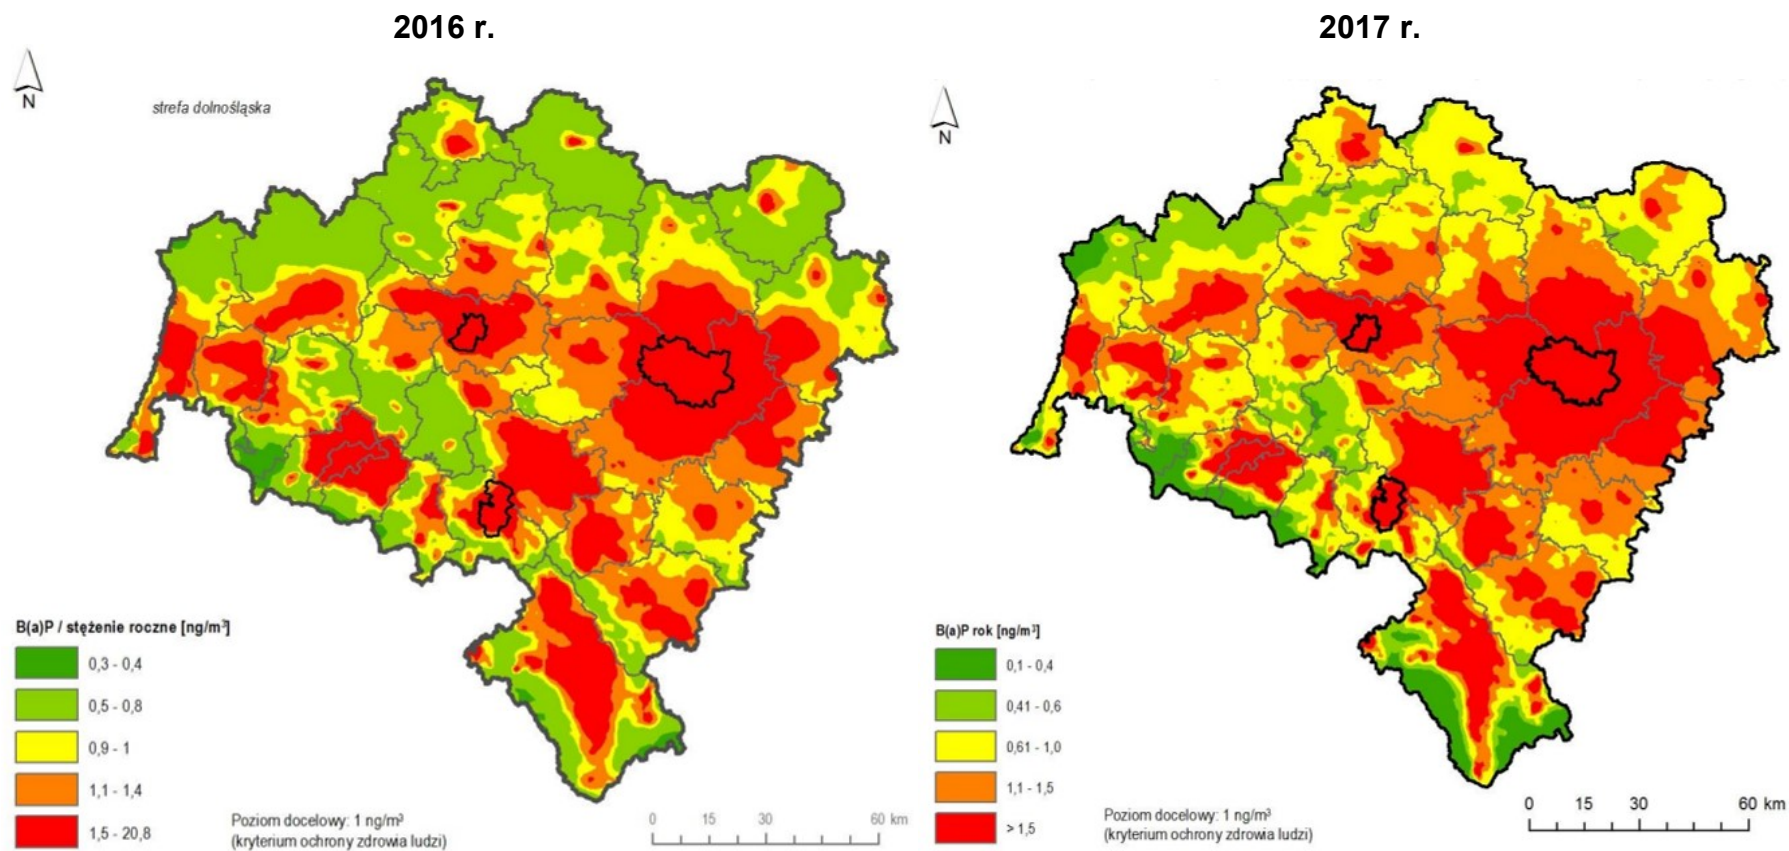 2016 r.
2017 r.
N
strefa dolnośląska
N
B(a)P / stężenie roczne [ng/m³]
0,3 - 0,4
0,5 - 0,8
0,9 - 1
1,1 - 1,4
1,5 - 20,8
Poziom docelowy: 1 ng/m³
(kryterium ochrony zdrowia ludzi)
0 15 30 60 km
B(a)P rok [ng/m³]
0,1 - 0,4
0,41 - 0,6
0,61 - 1,0
1,1 - 1,5
> 1,5
Poziom docelowy: 1 ng/m³
(kryterium ochrony zdrowia ludzi)
0 15 30 60 km